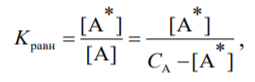 K_равн = [A*] / [A] = [A*] / (C_A – [A*]),